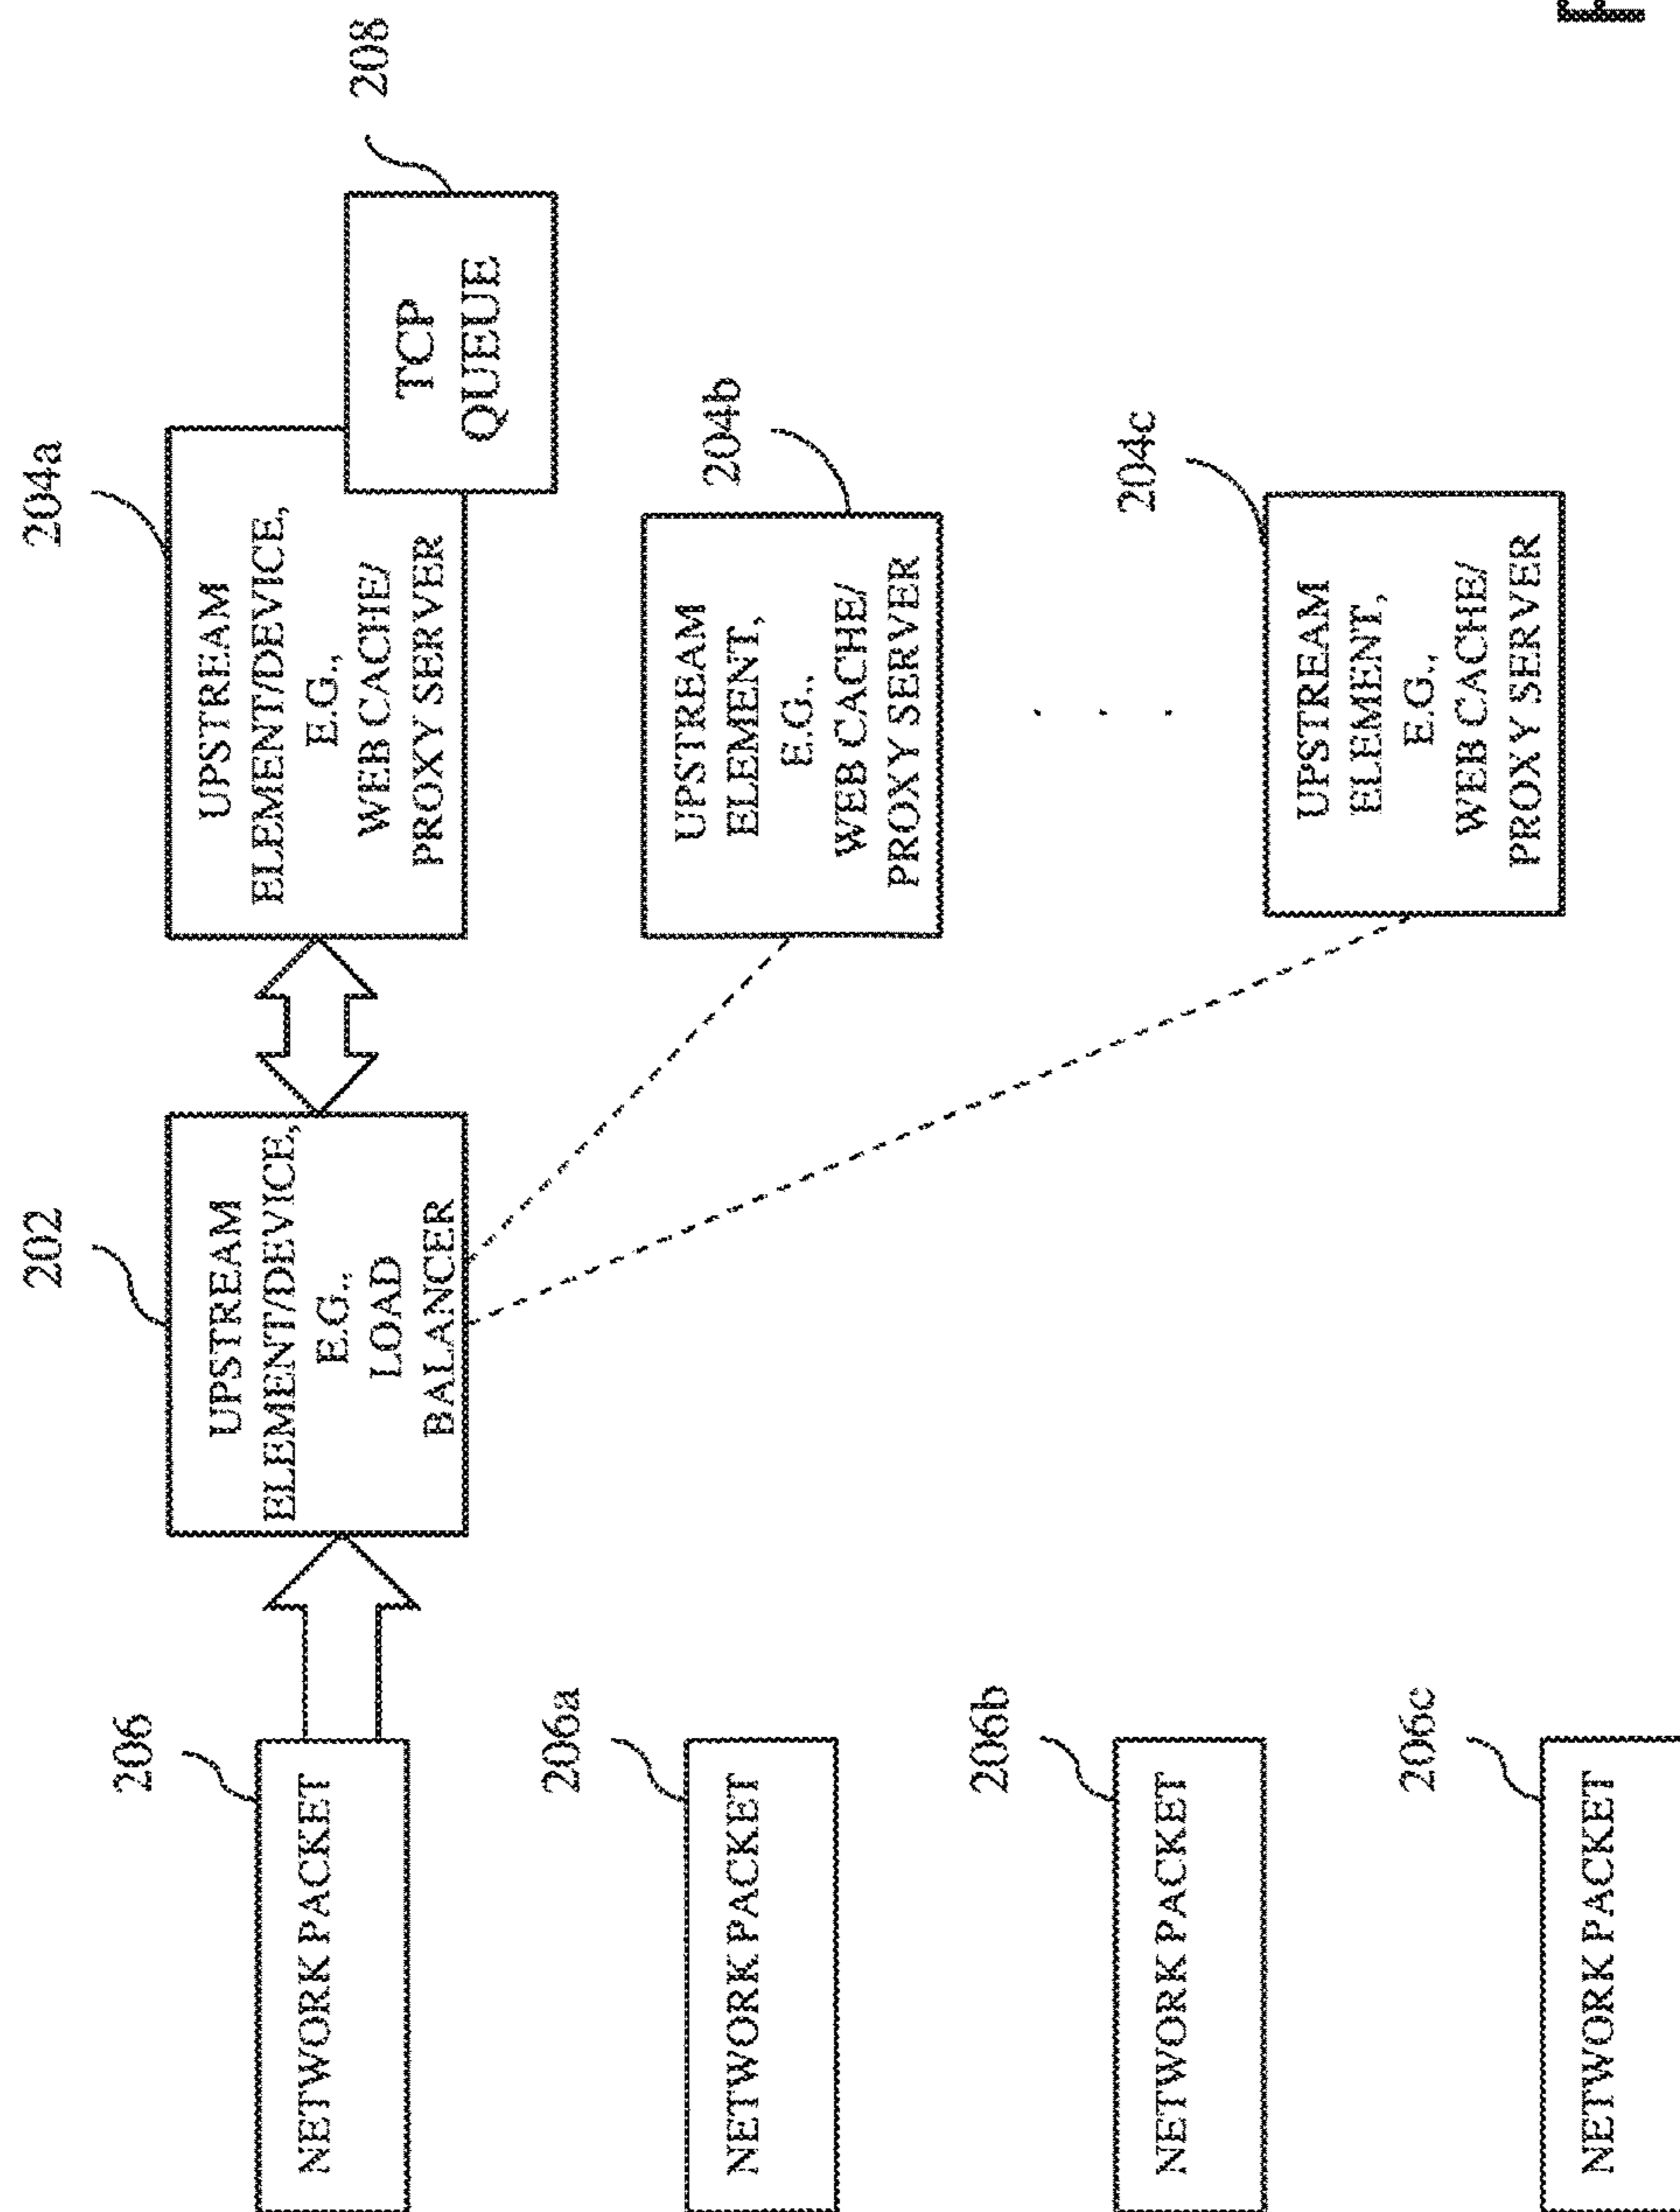 206
NETWORK PACKET
206a
NETWORK PACKET
206b
NETWORK PACKET
206c
NETWORK PACKET
202
UPSTREAM
ELEMENT/DEVICE,
E.G.,
LOAD
BALANCER
204a
UPSTREAM
ELEMENT/DEVICE,
E.G.,
WEB CACHE/
PROXY SERVER
208
TCP
QUEUE
204b
UPSTREAM
ELEMENT,
E.G.,
WEB CACHE/
PROXY SERVER
. . .
204c
UPSTREAM
ELEMENT,
E.G.,
WEB CACHE/
PROXY SERVER